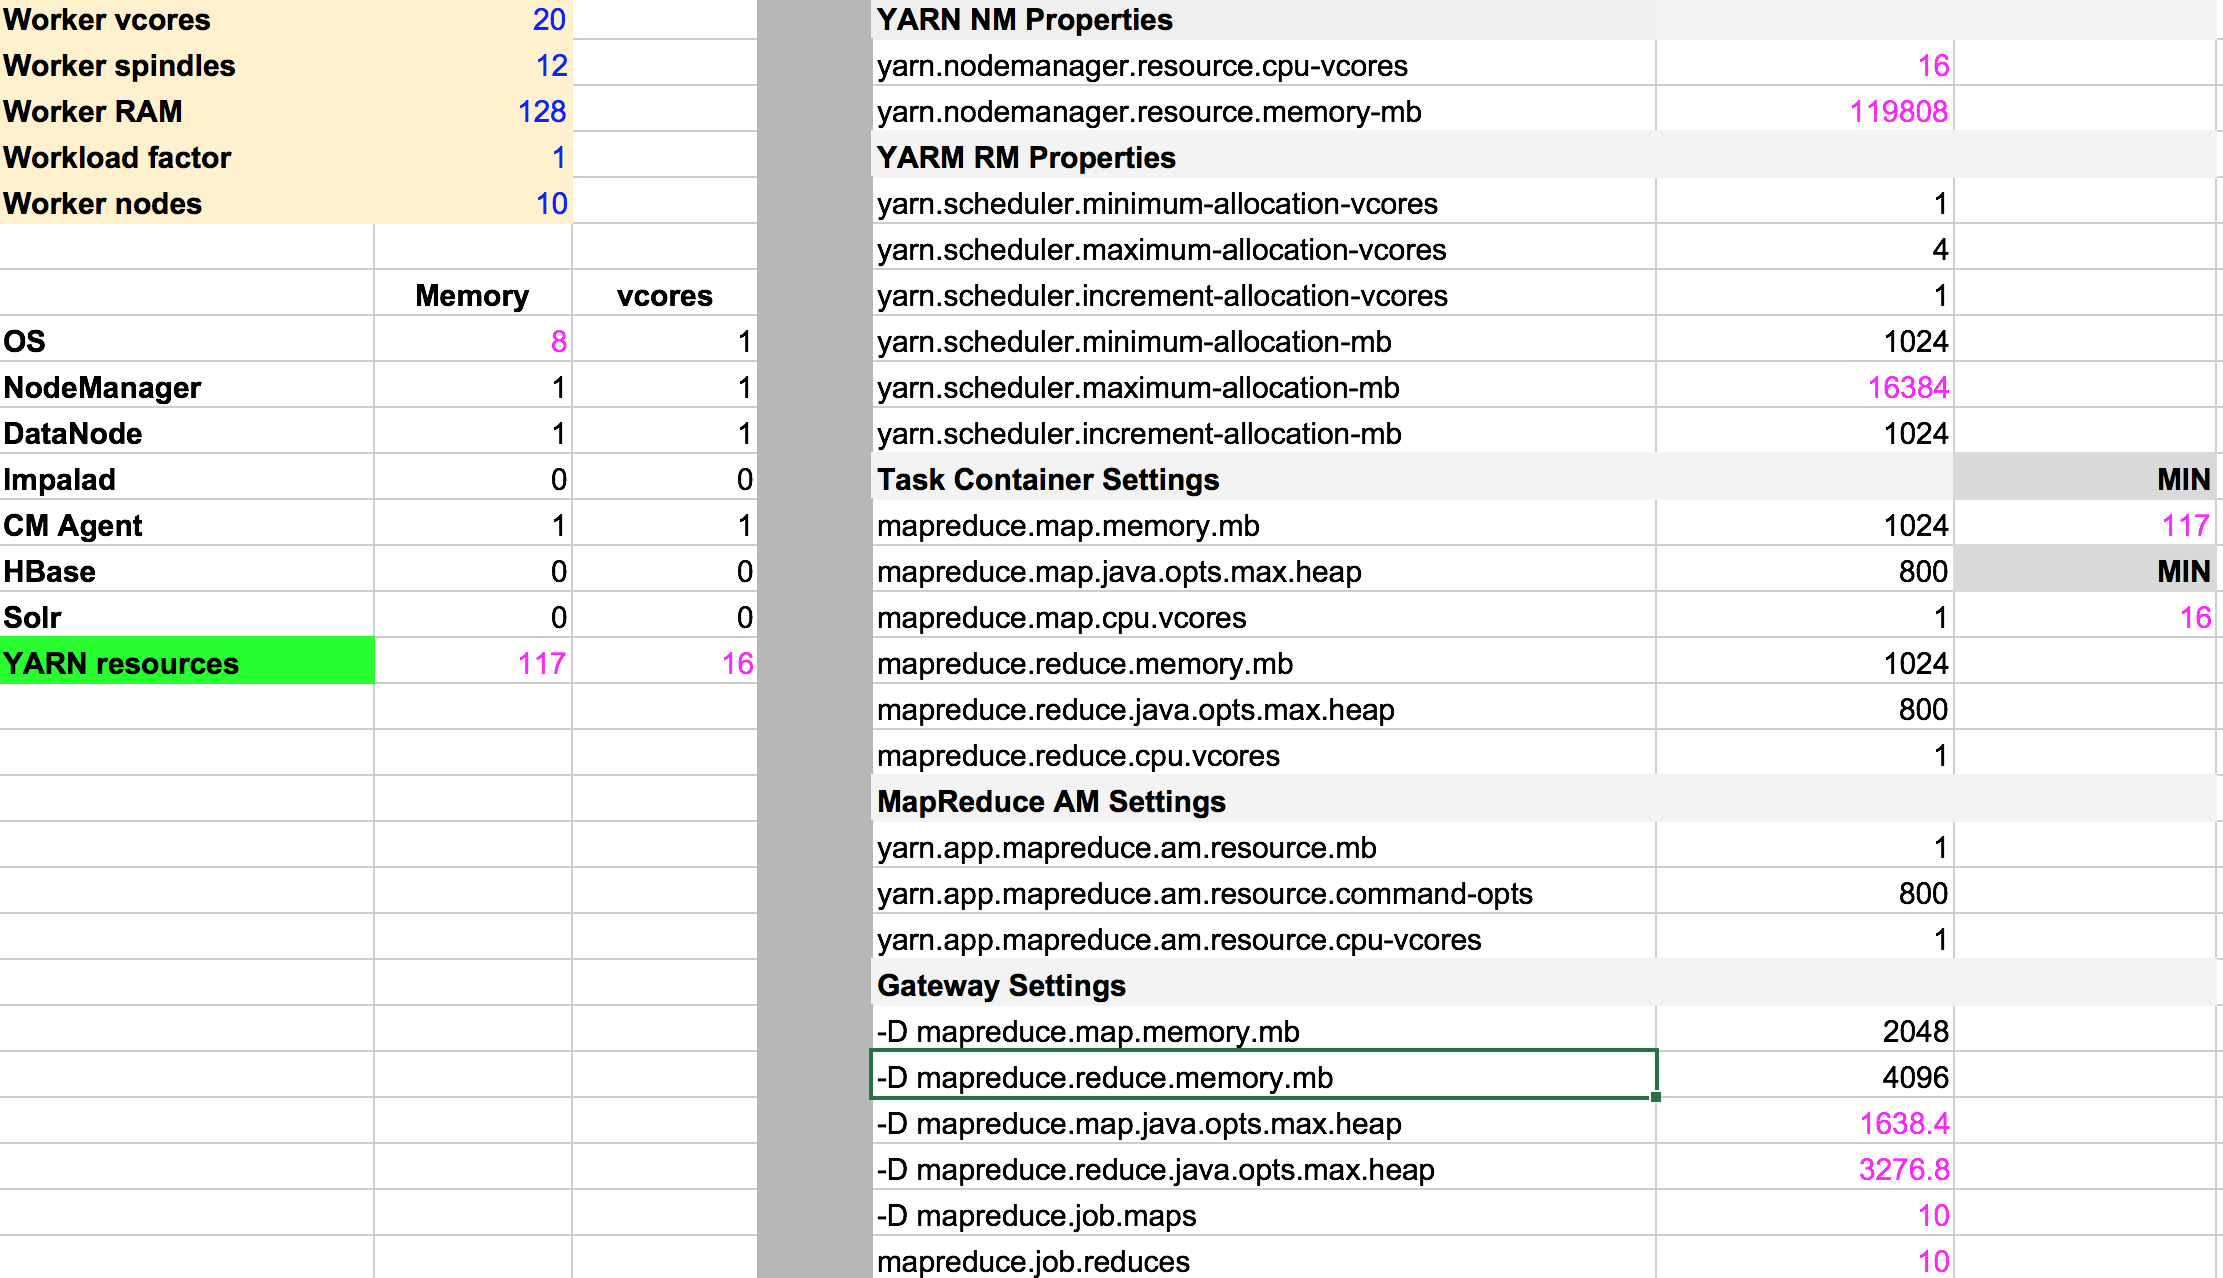 Worker vcores 20
Worker spindles 12
Worker RAM 128
Workload factor 1
Worker nodes 10
Memory vcores
OS 8 1
NodeManager 1 1
DataNode 1 1
Impalad 0 0
CM Agent 1 1
HBase 0 0
Solr 0 0
YARN resources 117 16
YARN NM Properties
yarn.nodemanager.resource.cpu-vcores 16
yarn.nodemanager.resource.memory-mb 119808
YARM RM Properties
yarn.scheduler.minimum-allocation-vcores 1
yarn.scheduler.maximum-allocation-vcores 4
yarn.scheduler.increment-allocation-vcores 1
yarn.scheduler.minimum-allocation-mb 1024
yarn.scheduler.maximum-allocation-mb 16384
yarn.scheduler.increment-allocation-mb 1024
Task Container Settings MIN
mapreduce.map.memory.mb 1024 117
mapreduce.map.java.opts.max.heap 800 MIN
mapreduce.map.cpu.vcores 1 16
mapreduce.reduce.memory.mb 1024
mapreduce.reduce.java.opts.max.heap 800
mapreduce.reduce.cpu.vcores 1
MapReduce AM Settings
yarn.app.mapreduce.am.resource.mb 1
yarn.app.mapreduce.am.resource.command-opts 800
yarn.app.mapreduce.am.resource.cpu-vcores 1
Gateway Settings
-D mapreduce.map.memory.mb 2048
-D mapreduce.reduce.memory.mb 4096
-D mapreduce.map.java.opts.max.heap 1638.4
-D mapreduce.reduce.java.opts.max.heap 3276.8
-D mapreduce.job.maps 10
mapreduce.job.reduces 10